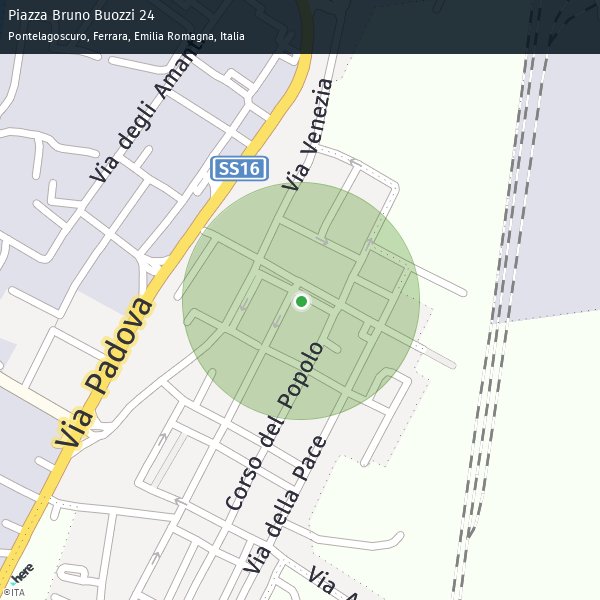 Piazza Bruno Buozzi 24
Pontelagoscuro, Ferrara, Emilia Romagna, Italia
Via degli Amanti
Via Venezia
SS16
Via Padova
Corso del Popolo
Via della Pace
Via A
here
©ITA